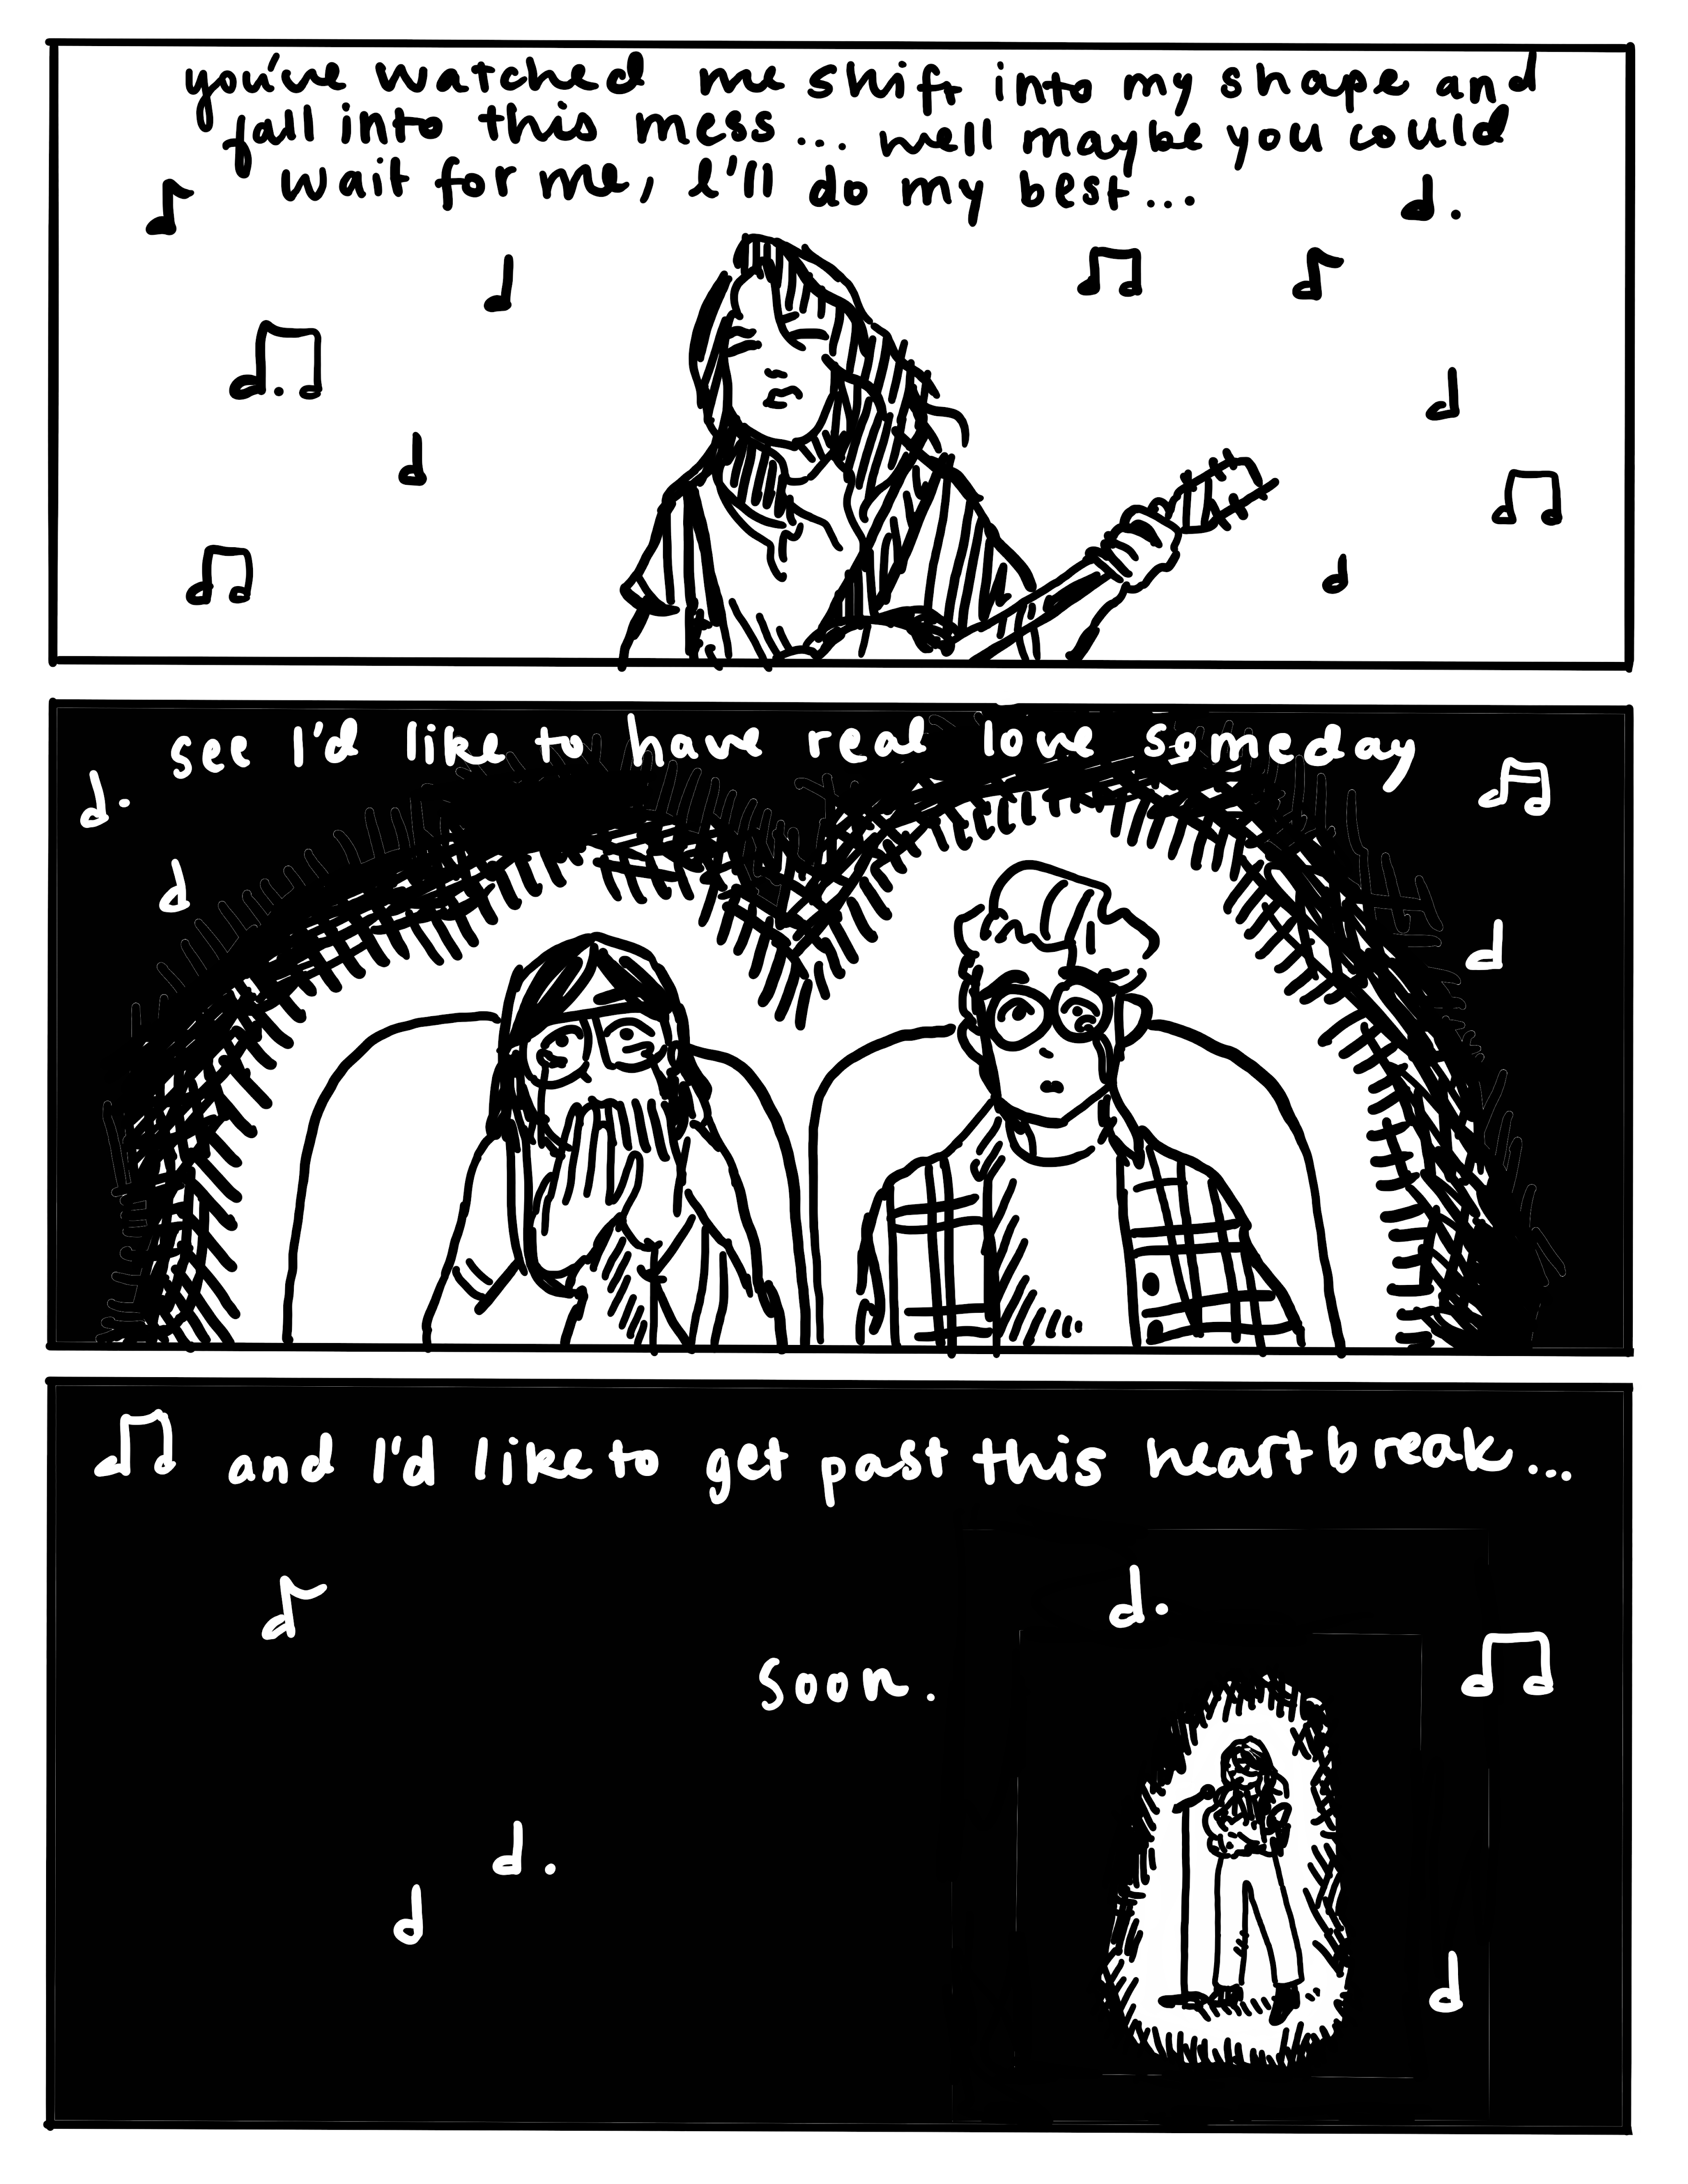 you've watched me shift into my shape and
fall into this mess... well maybe you could
wait for me, I'll do my best...
see I'd like to have real love someday
and I'd like to get past this heartbreak...
soon.